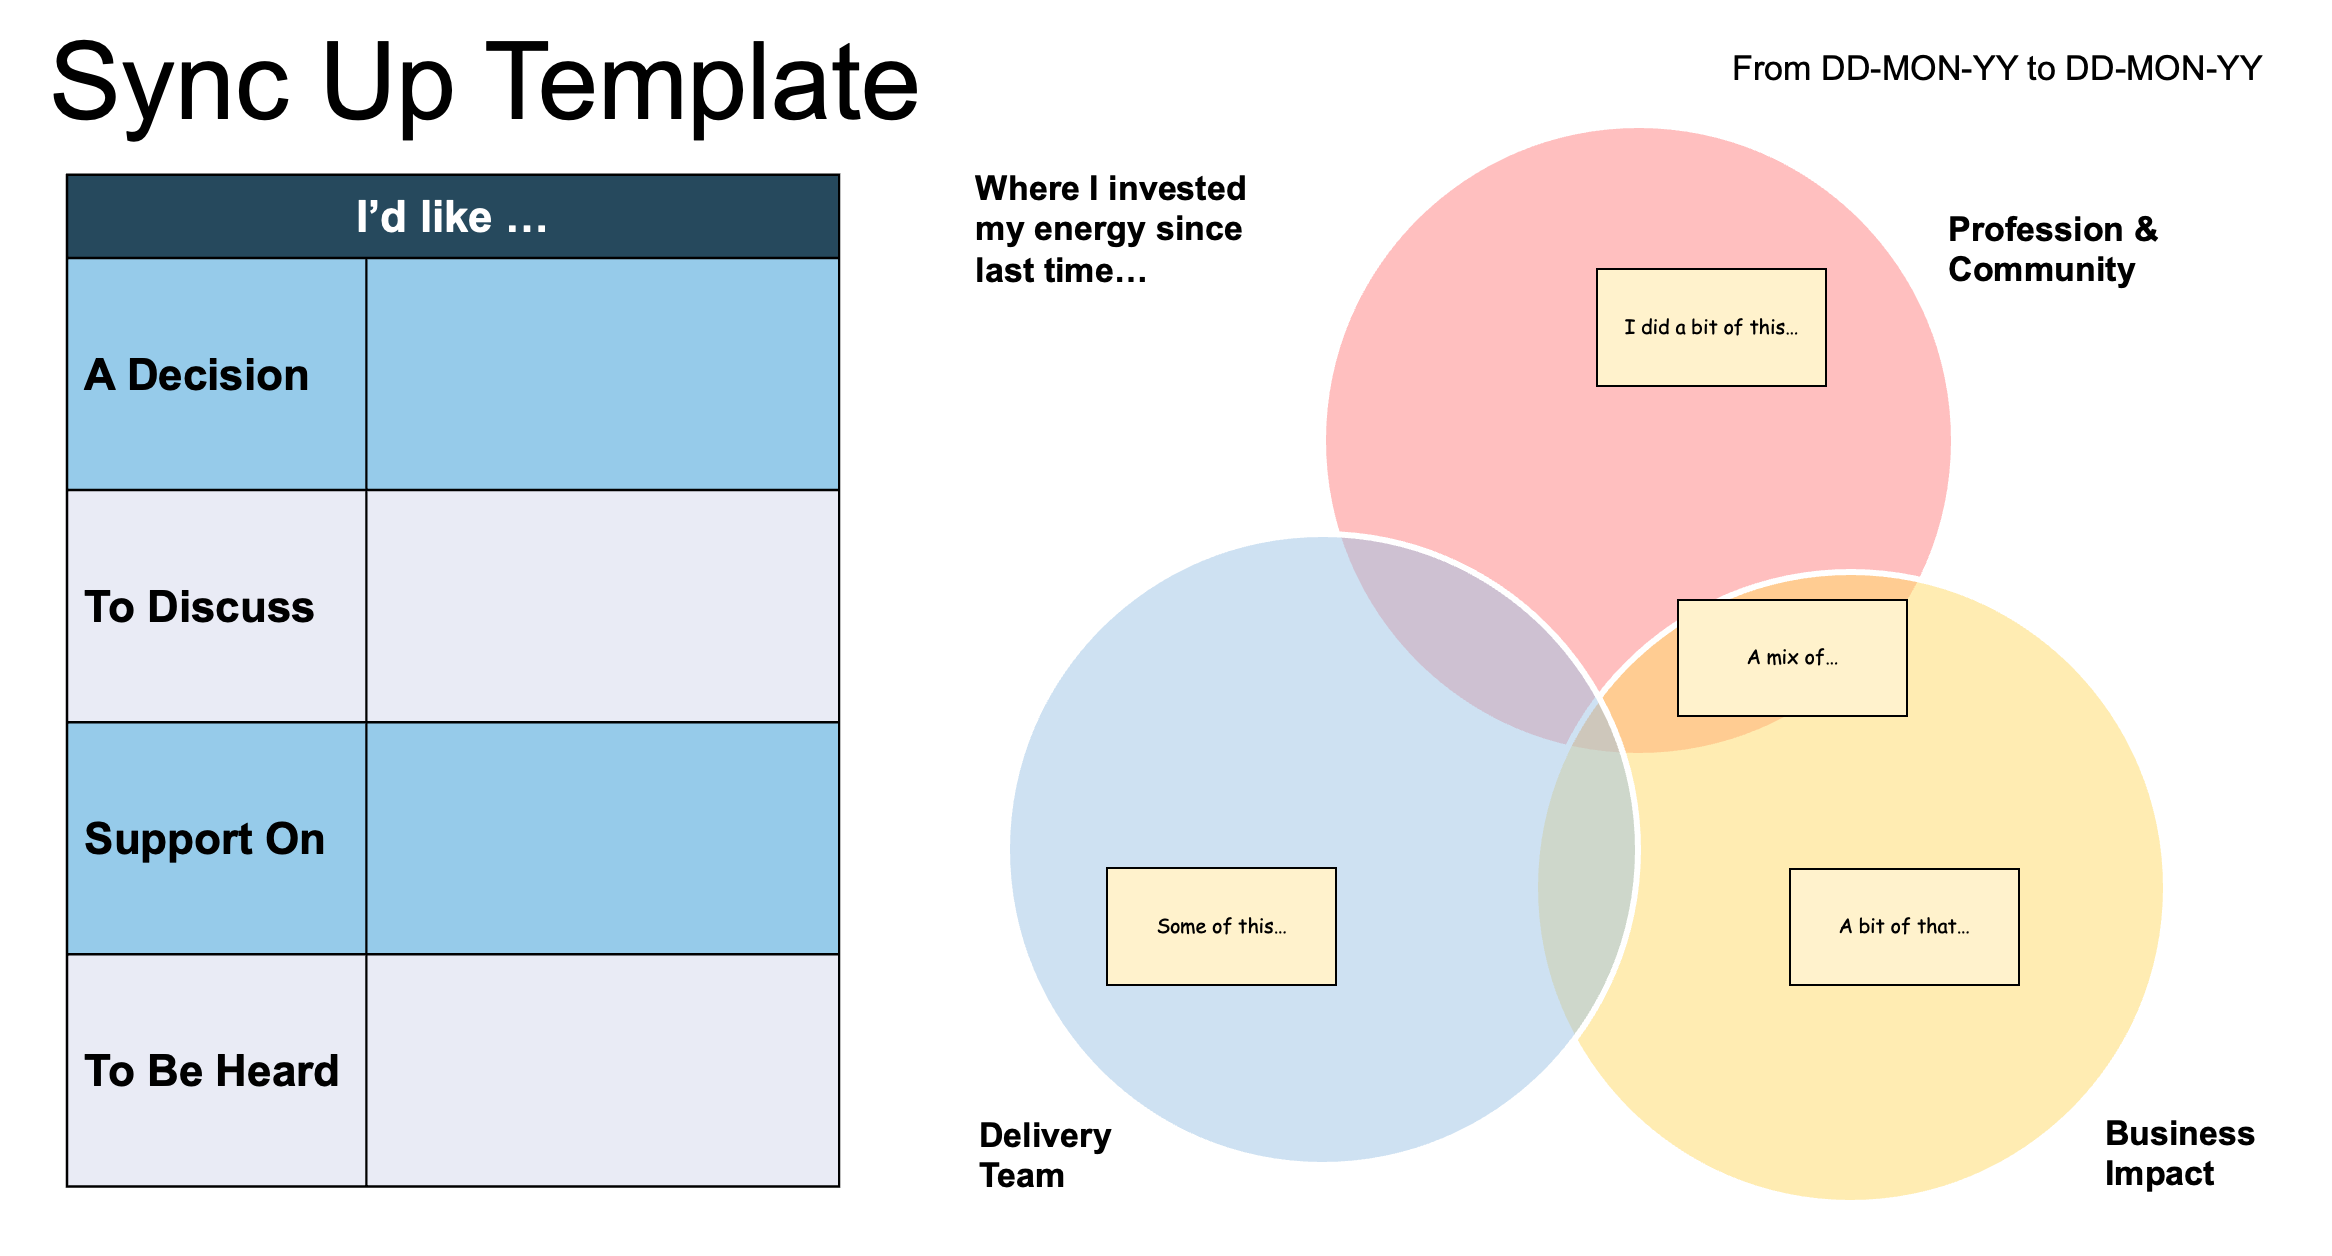 Sync Up Template
From DD-MON-YY to DD-MON-YY
I’d like …
A Decision
To Discuss
Support On
To Be Heard
Where I invested
my energy since
last time…
Profession &
Community
I did a bit of this…
A mix of…
Some of this…
A bit of that…
Delivery
Team
Business
Impact